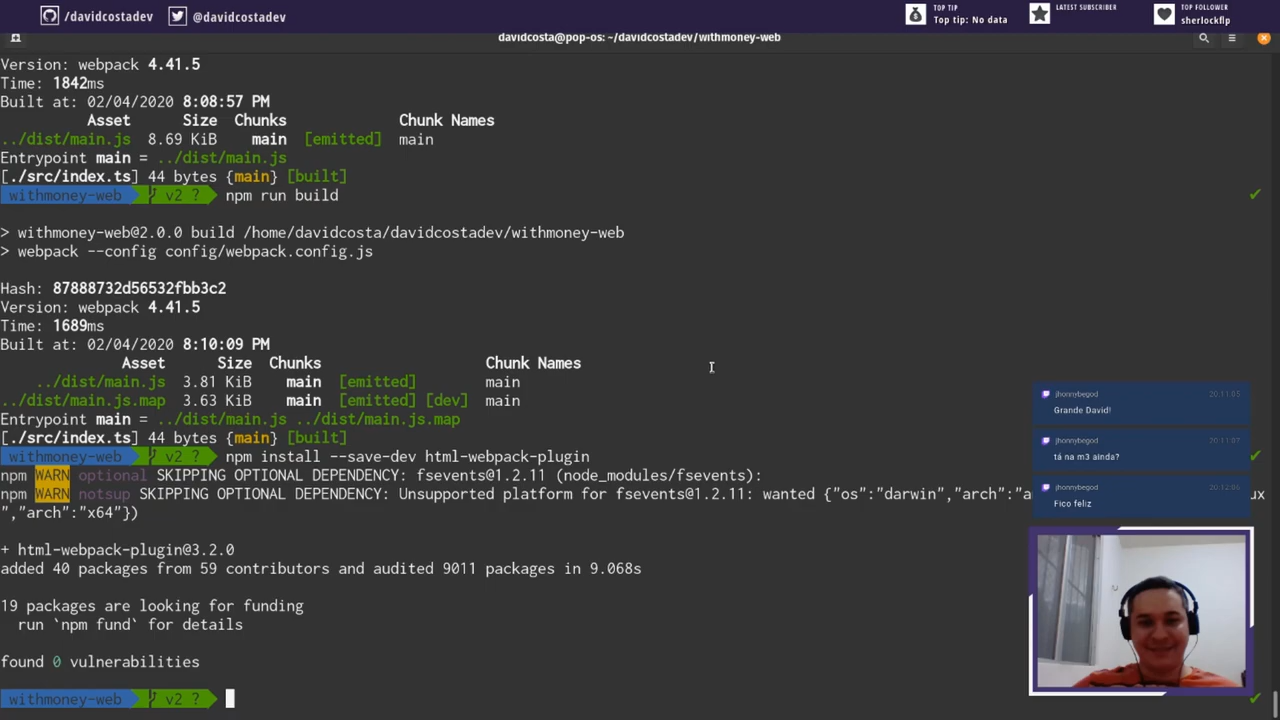 /davidcostadev @davidcostadev
TOP TIP
Top tip: No data
LATEST SUBSCRIBER
TOP FOLLOWER
sherlockflp
davidcosta@pop-os: ~/davidcostadev/withmoney-web
Version: webpack 4.41.5
Time: 1842ms
Built at: 02/04/2020 8:08:57 PM
Asset Size Chunks Chunk Names
../dist/main.js 8.69 KiB main [emitted] main
Entrypoint main = ../dist/main.js
[./src/index.ts] 44 bytes {main} [built]
withmoney-web v2 ? npm run build
> withmoney-web@2.0.0 build /home/davidcosta/davidcostadev/withmoney-web
> webpack --config config/webpack.config.js
Hash: 87888732d56532fbb3c2
Version: webpack 4.41.5
Time: 1689ms
Built at: 02/04/2020 8:10:09 PM
Asset Size Chunks Chunk Names
../dist/main.js 3.81 KiB main [emitted] main
../dist/main.js.map 3.63 KiB main [emitted] [dev] main
Entrypoint main = ../dist/main.js ../dist/main.js.map
[./src/index.ts] 44 bytes {main} [built]
withmoney-web v2 ? npm install --save-dev html-webpack-plugin
npm WARN optional SKIPPING OPTIONAL DEPENDENCY: fsevents@1.2.11 (node_modules/fsevents):
npm WARN notsup SKIPPING OPTIONAL DEPENDENCY: Unsupported platform for fsevents@1.2.11: wanted {"os":"darwin","arch":"a ux
","arch":"x64"})
+ html-webpack-plugin@3.2.0
added 40 packages from 59 contributors and audited 9011 packages in 9.068s
19 packages are looking for funding
run `npm fund` for details
found 0 vulnerabilities
withmoney-web v2 ?
jhonnybegod 20:11:05
Grande David!
jhonnybegod 20:11:07
tá na m3 ainda?
jhonnybegod 20:12:06
Fico feliz